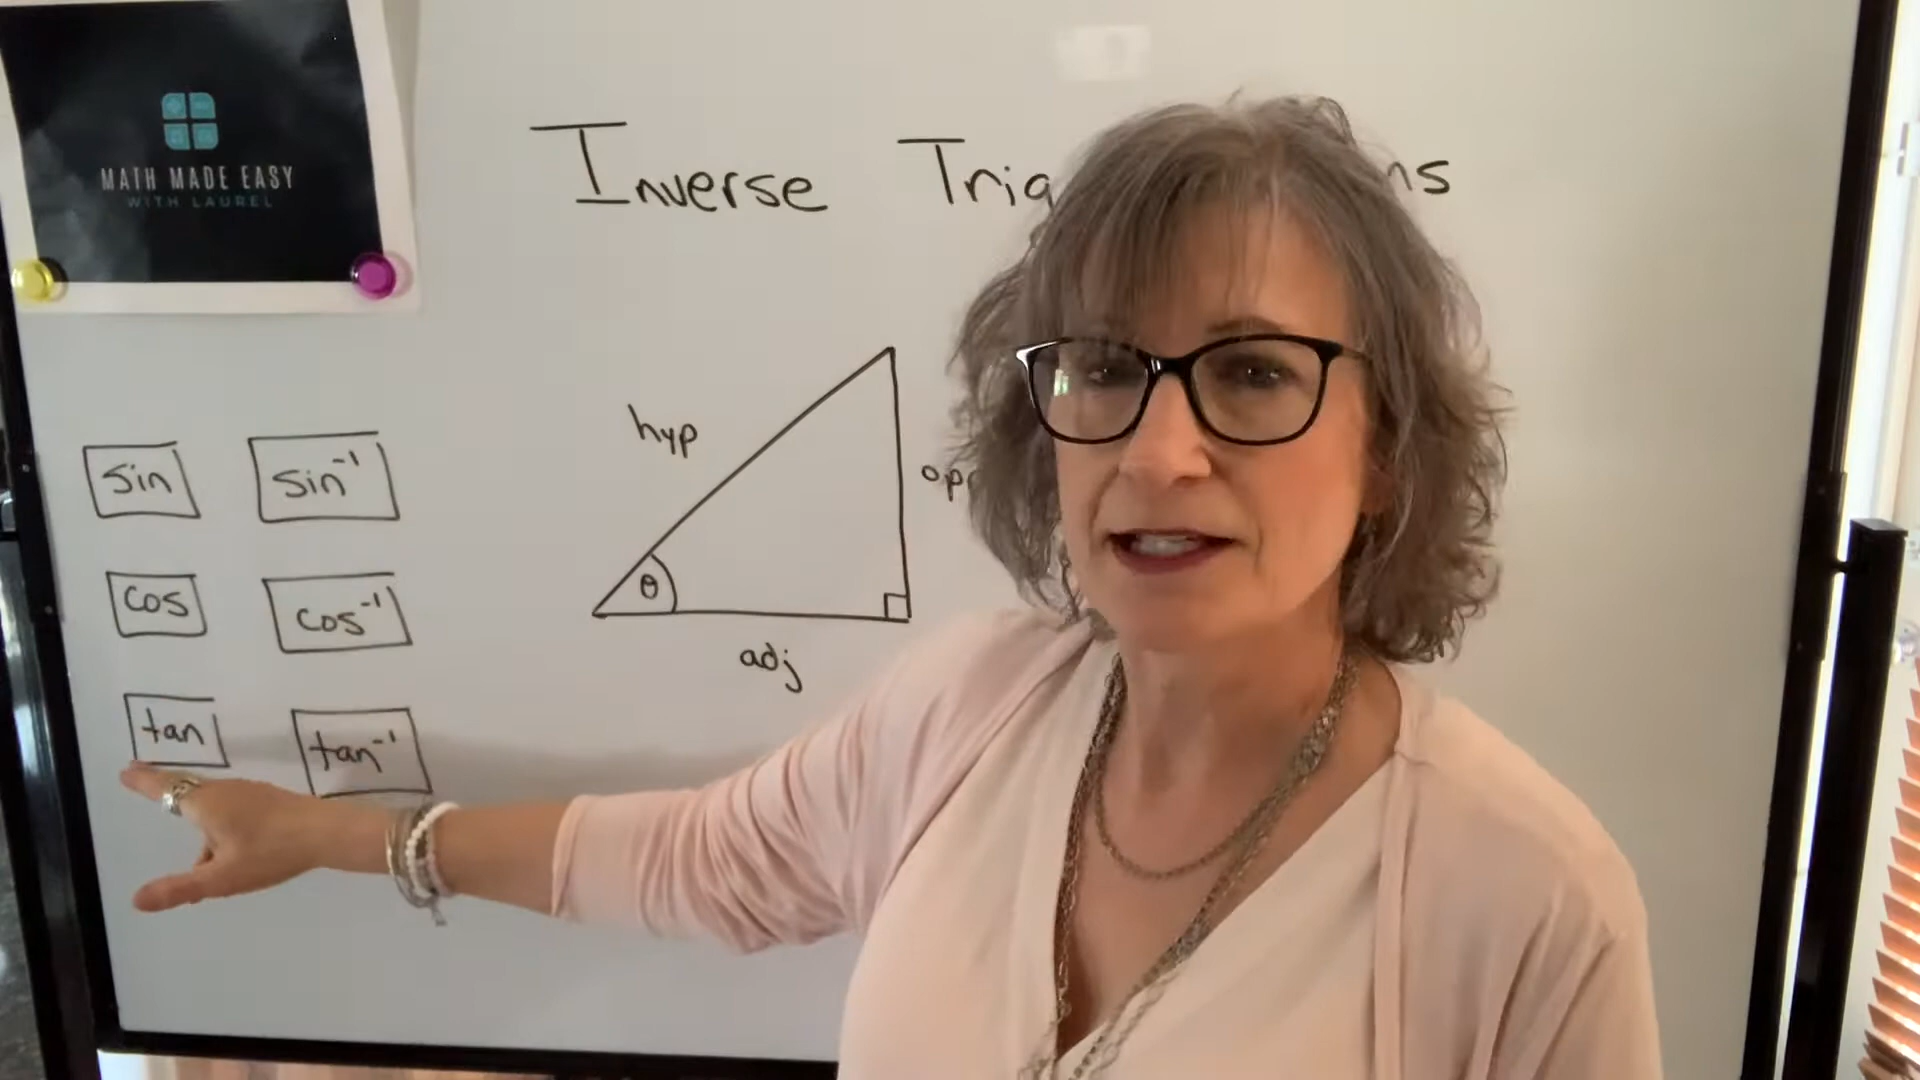 MATH MADE EASY
WITH LAUREL
Inverse
sin sin⁻¹
cos cos⁻¹
tan tan⁻¹
hyp
θ
adj